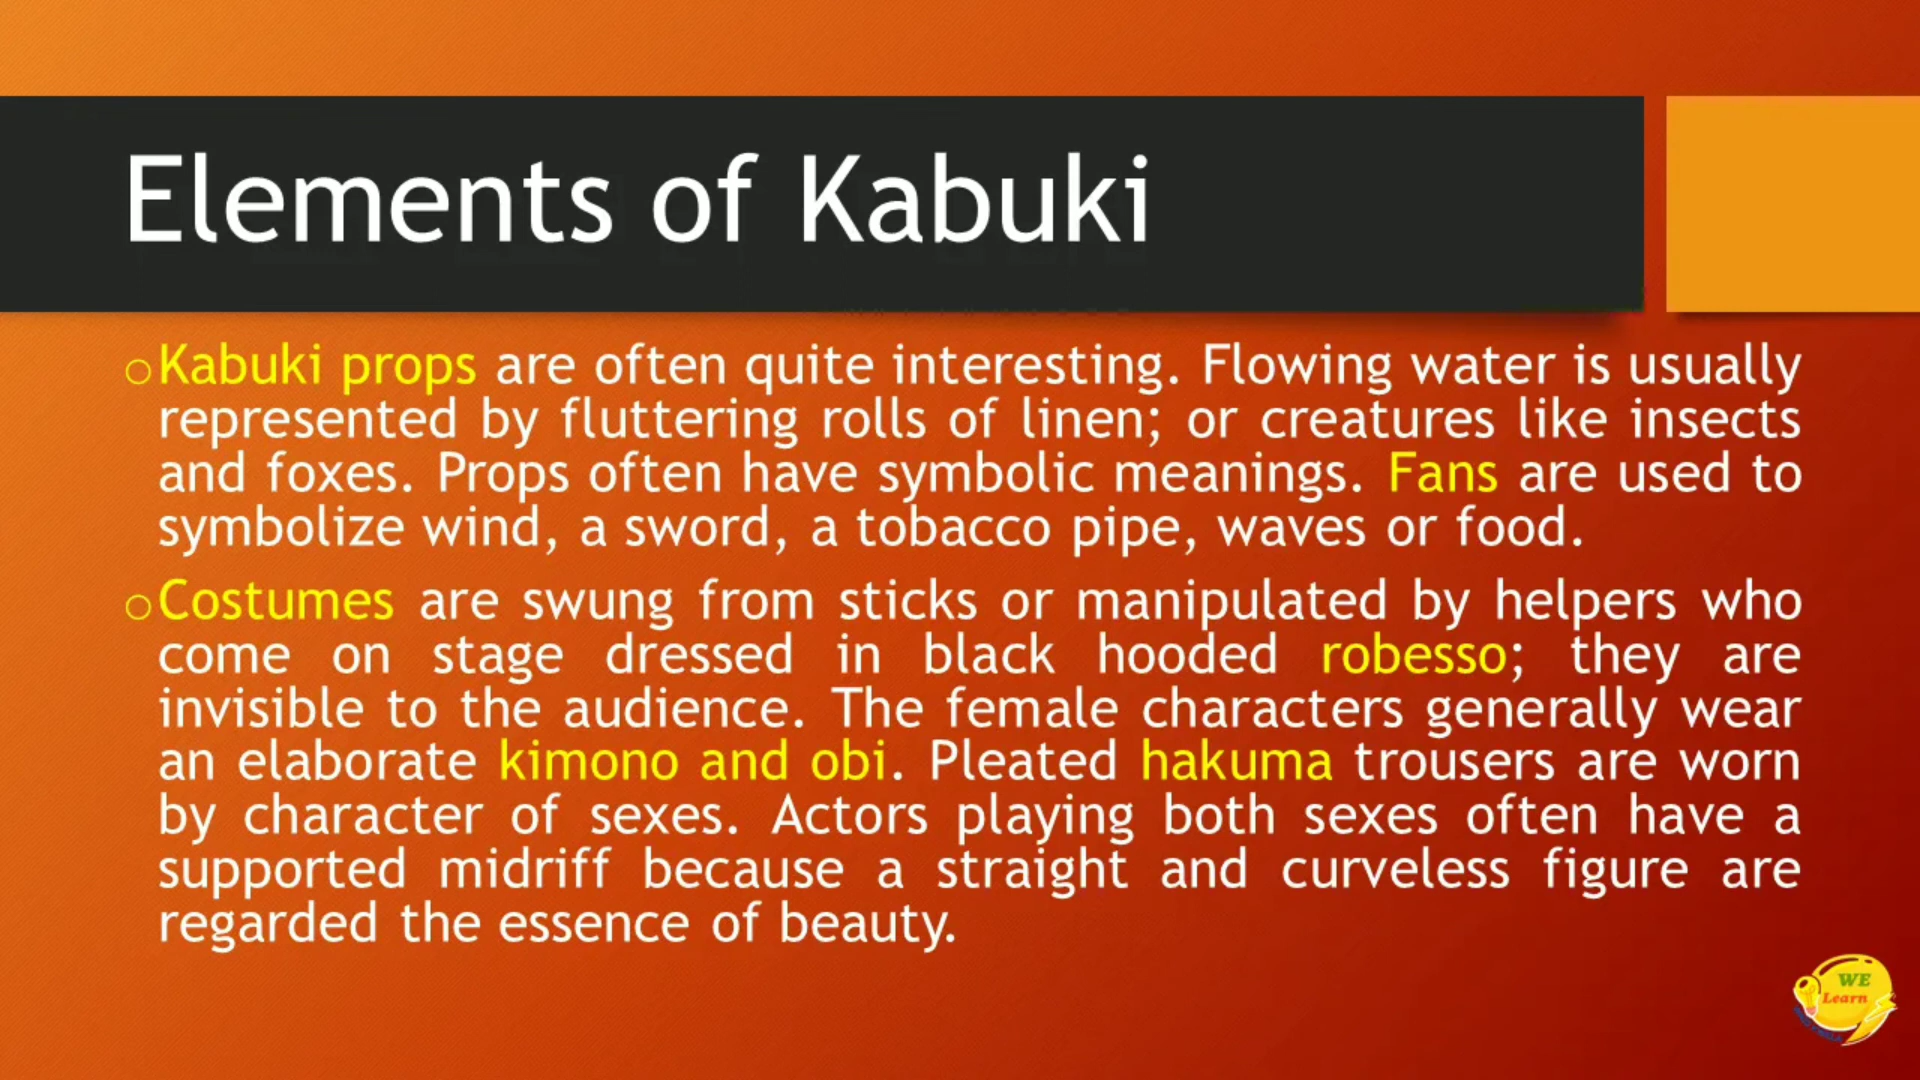 Elements of Kabuki
oKabuki props are often quite interesting. Flowing water is usually
represented by fluttering rolls of linen; or creatures like insects
and foxes. Props often have symbolic meanings. Fans are used to
symbolize wind, a sword, a tobacco pipe, waves or food.
oCostumes are swung from sticks or manipulated by helpers who
come on stage dressed in black hooded robesso; they are
invisible to the audience. The female characters generally wear
an elaborate kimono and obi. Pleated hakuma trousers are worn
by character of sexes. Actors playing both sexes often have a
supported midriff because a straight and curveless figure are
regarded the essence of beauty.
WE
Learn